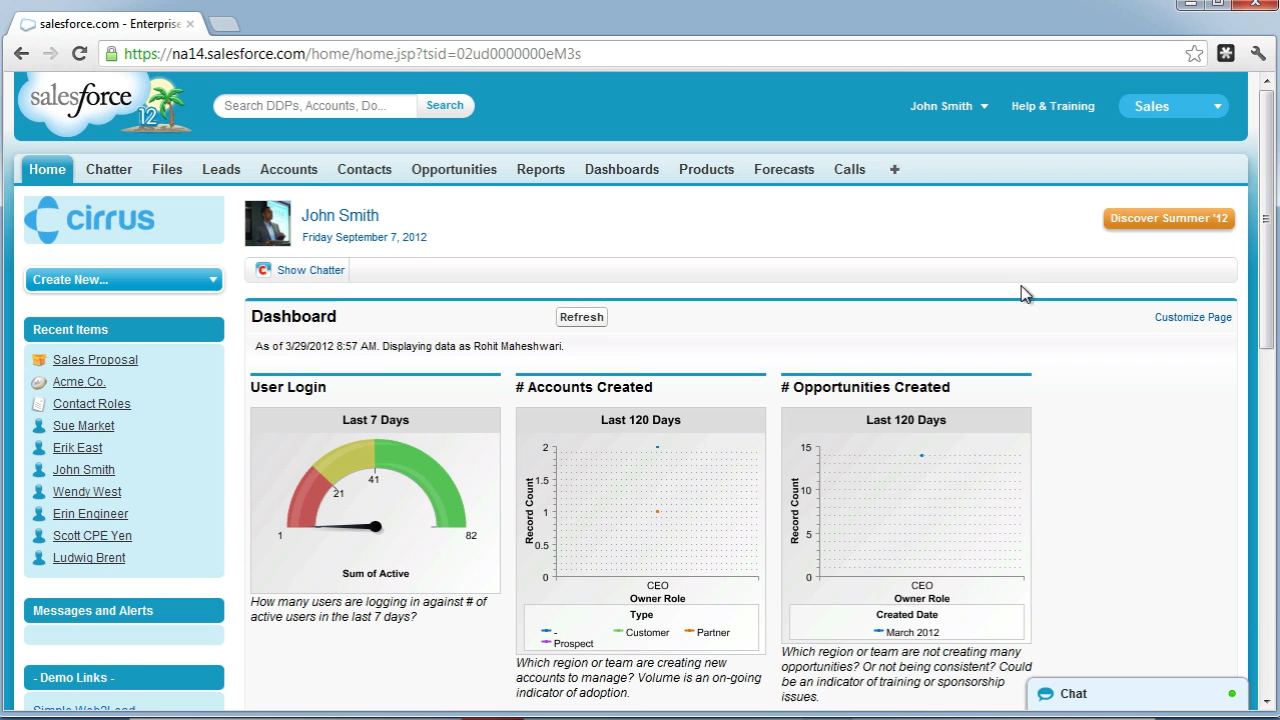 salesforce.com - Enterprise
https://na14.salesforce.com/home/home.jsp?tsid=02ud0000000eM3s
salesforce
12
Search DDPs, Accounts, Do...
Search
John Smith
Help & Training
Sales
Home
Chatter
Files
Leads
Accounts
Contacts
Opportunities
Reports
Dashboards
Products
Forecasts
Calls
+
cirrus
John Smith
Friday September 7, 2012
Discover Summer '12
Create New...
Show Chatter
Recent Items
Sales Proposal
Acme Co.
Contact Roles
Sue Market
Erik East
John Smith
Wendy West
Erin Engineer
Scott CPE Yen
Ludwig Brent
Messages and Alerts
- Demo Links -
Simple Web2Lead
Dashboard
Refresh
Customize Page
As of 3/29/2012 8:57 AM. Displaying data as Rohit Maheshwari.
User Login
Last 7 Days
1
21
41
82
Sum of Active
How many users are logging in against # of
active users in the last 7 days?
# Accounts Created
Last 120 Days
Record Count
2
1.5
1
0.5
0
CEO
Owner Role
Type
-
Customer
Partner
Prospect
Which region or team are creating new
accounts to manage? Volume is an on-going
indicator of adoption.
# Opportunities Created
Last 120 Days
Record Count
15
10
5
0
CEO
Owner Role
Created Date
March 2012
Which region or team are not creating many
opportunities? Or not being consistent? Could
be an indicator of training or sponsorship
issues.
Chat